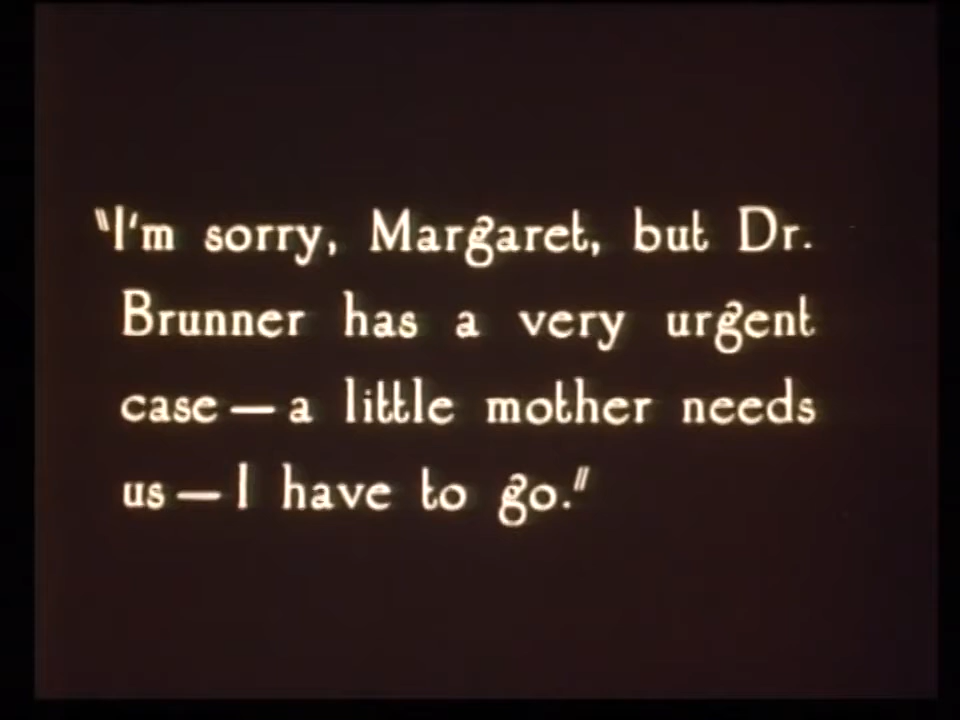 "I'm sorry, Margaret, but Dr.
Brunner has a very urgent
case — a little mother needs
us — I have to go."